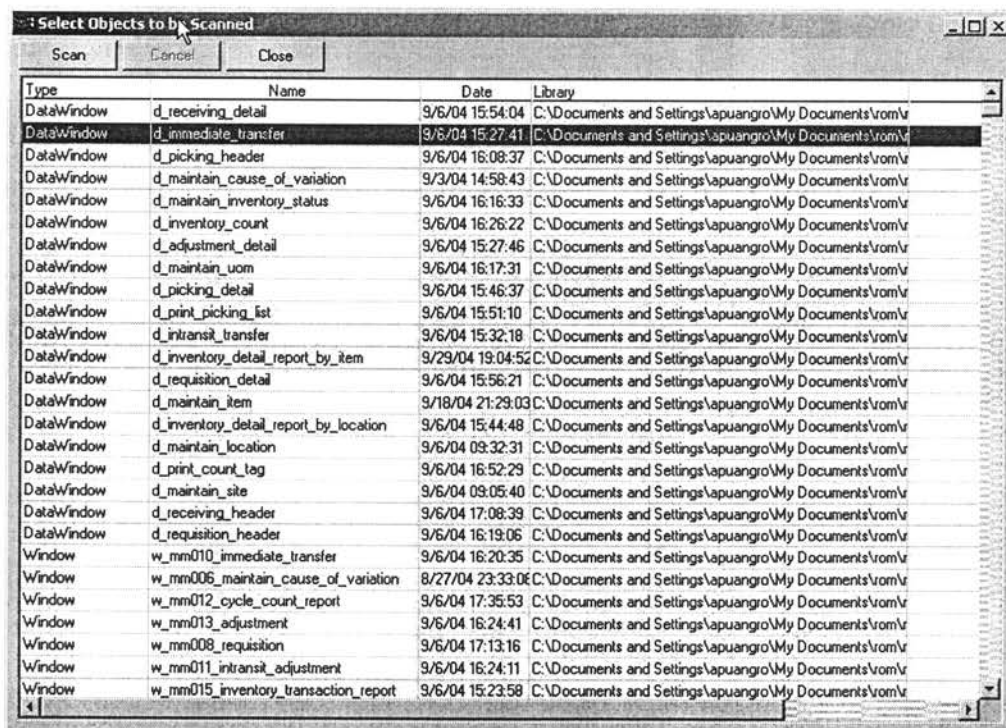 Select Objects to be Scanned
Scan Cancel Close
Type Name Date Library
DataWindow d_receiving_detail 9/6/04 15:54:04 C:\Documents and Settings\apuangro\My Documents\rom\r
DataWindow d_immediate_transfer 9/6/04 15:27:41 C:\Documents and Settings\apuangro\My Documents\rom\r
DataWindow d_picking_header 9/6/04 16:08:37 C:\Documents and Settings\apuangro\My Documents\rom\r
DataWindow d_maintain_cause_of_variation 9/3/04 14:58:43 C:\Documents and Settings\apuangro\My Documents\rom\r
DataWindow d_maintain_inventory_status 9/6/04 16:16:33 C:\Documents and Settings\apuangro\My Documents\rom\r
DataWindow d_inventory_count 9/6/04 16:26:22 C:\Documents and Settings\apuangro\My Documents\rom\r
DataWindow d_adjustment_detail 9/6/04 15:27:46 C:\Documents and Settings\apuangro\My Documents\rom\r
DataWindow d_maintain_uom 9/6/04 16:17:31 C:\Documents and Settings\apuangro\My Documents\rom\r
DataWindow d_picking_detail 9/6/04 15:46:37 C:\Documents and Settings\apuangro\My Documents\rom\r
DataWindow d_print_picking_list 9/6/04 15:51:10 C:\Documents and Settings\apuangro\My Documents\rom\r
DataWindow d_intransit_transfer 9/6/04 15:32:18 C:\Documents and Settings\apuangro\My Documents\rom\r
DataWindow d_inventory_detail_report_by_item 9/29/04 19:04:52 C:\Documents and Settings\apuangro\My Documents\rom\r
DataWindow d_requisition_detail 9/6/04 15:56:21 C:\Documents and Settings\apuangro\My Documents\rom\r
DataWindow d_maintain_item 9/18/04 21:29:03 C:\Documents and Settings\apuangro\My Documents\rom\r
DataWindow d_inventory_detail_report_by_location 9/6/04 15:44:48 C:\Documents and Settings\apuangro\My Documents\rom\r
DataWindow d_maintain_location 9/6/04 09:32:31 C:\Documents and Settings\apuangro\My Documents\rom\r
DataWindow d_print_count_tag 9/6/04 16:52:29 C:\Documents and Settings\apuangro\My Documents\rom\r
DataWindow d_maintain_site 9/6/04 09:05:40 C:\Documents and Settings\apuangro\My Documents\rom\r
DataWindow d_receiving_header 9/6/04 17:08:39 C:\Documents and Settings\apuangro\My Documents\rom\r
DataWindow d_requisition_header 9/6/04 16:19:06 C:\Documents and Settings\apuangro\My Documents\rom\r
Window w_mm010_immediate_transfer 9/6/04 16:20:35 C:\Documents and Settings\apuangro\My Documents\rom\r
Window w_mm006_maintain_cause_of_variation 8/27/04 23:33:0 C:\Documents and Settings\apuangro\My Documents\rom\r
Window w_mm012_cycle_count_report 9/6/04 17:35:53 C:\Documents and Settings\apuangro\My Documents\rom\r
Window w_mm013_adjustment 9/6/04 16:24:41 C:\Documents and Settings\apuangro\My Documents\rom\r
Window w_mm008_requisition 9/6/04 17:13:16 C:\Documents and Settings\apuangro\My Documents\rom\r
Window w_mm011_intransit_adjustment 9/6/04 16:24:11 C:\Documents and Settings\apuangro\My Documents\rom\r
Window w_mm015_inventory_transaction_report 9/6/04 15:23:58 C:\Documents and Settings\apuangro\My Documents\rom\r